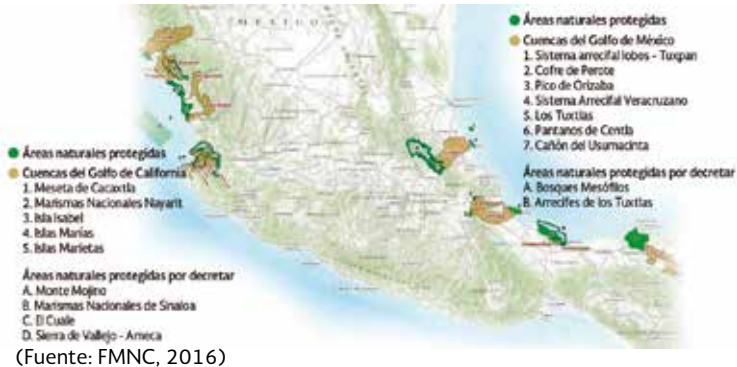 MÉXICO
Áreas naturales protegidas
Cuencas del Golfo de México
1. Sistema arrecifal lobos - Tuxpan
2. Cofre de Perote
3. Pico de Orizaba
4. Sistema Arrecifal Veracruzano
5. Los Tuxtlas
6. Pantanos de Centla
7. Cañón del Usumacinta
Áreas naturales protegidas por decretar
A. Bosques Mesófilos
B. Arrecifes de los Tuxtlas
Áreas naturales protegidas
Cuencas del Golfo de California
1. Meseta de Cacaxtla
2. Marismas Nacionales Nayarit
3. Isla Isabel
4. Islas Marías
5. Islas Marietas
Áreas naturales protegidas por decretar
A. Monte Mojino
B. Marismas Nacionales de Sinaloa
C. El Cuale
D. Sierra de Vallejo - Ameca
(Fuente: FMNC, 2016)